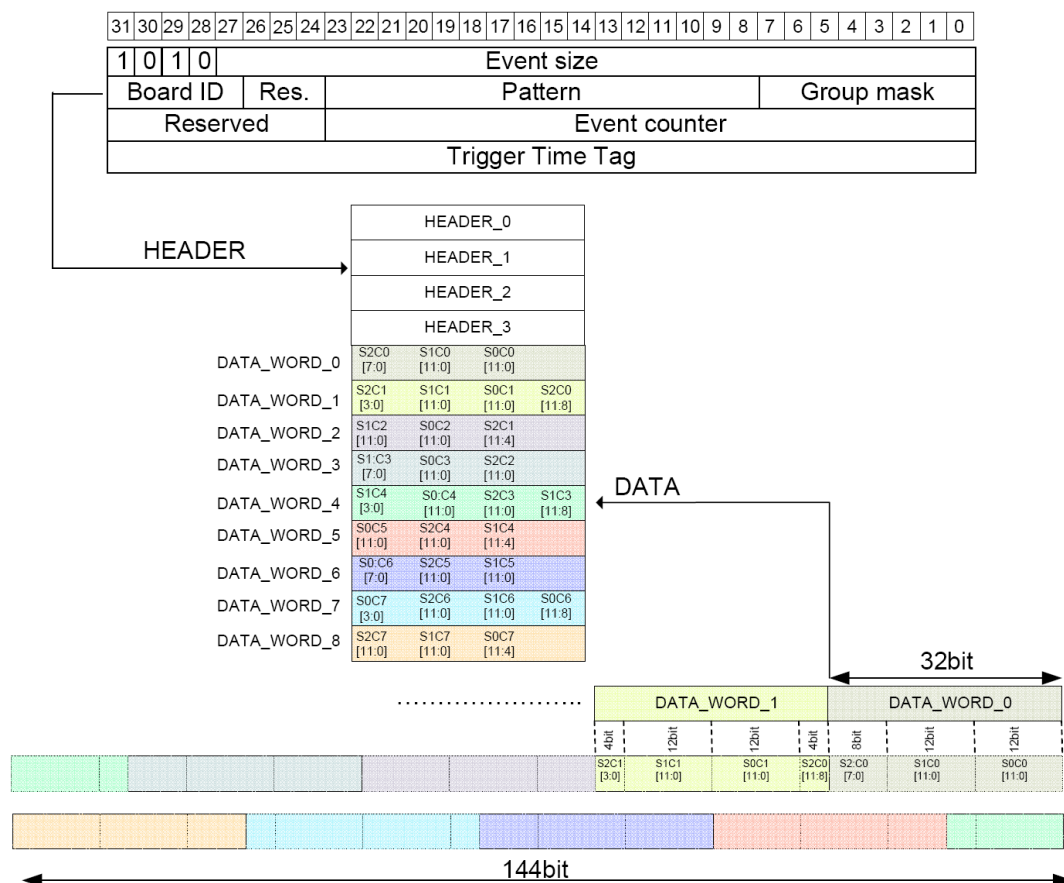 31 30 29 28 27 26 25 24 23 22 21 20 19 18 17 16 15 14 13 12 11 10 9 8 7 6 5 4 3 2 1 0
1 0 1 0 Event size
Board ID Res. Pattern Group mask
Reserved Event counter
Trigger Time Tag
HEADER
HEADER_0
HEADER_1
HEADER_2
HEADER_3
DATA_WORD_0 S2C0 S1C0 S0C0
[7:0] [11:0] [11:0]
DATA_WORD_1 S2C1 S1C1 S0C1 S2C0
[3:0] [11:0] [11:0] [11:8]
DATA_WORD_2 S1C2 S0C2 S2C1
[11:0] [11:0] [11:4]
DATA_WORD_3 S1:C3 S0C3 S2C2
[7:0] [11:0] [11:0]
DATA_WORD_4 S1C4 S0:C4 S2C3 S1C3
[3:0] [11:0] [11:0] [11:8]
DATA
DATA_WORD_5 S0C5 S2C4 S1C4
[11:0] [11:0] [11:4]
DATA_WORD_6 S0:C6 S2C5 S1C5
[7:0] [11:0] [11:0]
DATA_WORD_7 S0C7 S2C6 S1C6 S0C6
[3:0] [11:0] [11:0] [11:8]
DATA_WORD_8 S2C7 S1C7 S0C7
[11:0] [11:0] [11:4]
32bit
DATA_WORD_1 DATA_WORD_0
4bit 12bit 12bit 4bit 8bit 12bit 12bit
S2C1 S1C1 S0C1 S2C0 S2:C0 S1C0 S0C0
[3:0] [11:0] [11:0] [11:8] [7:0] [11:0] [11:0]
144bit